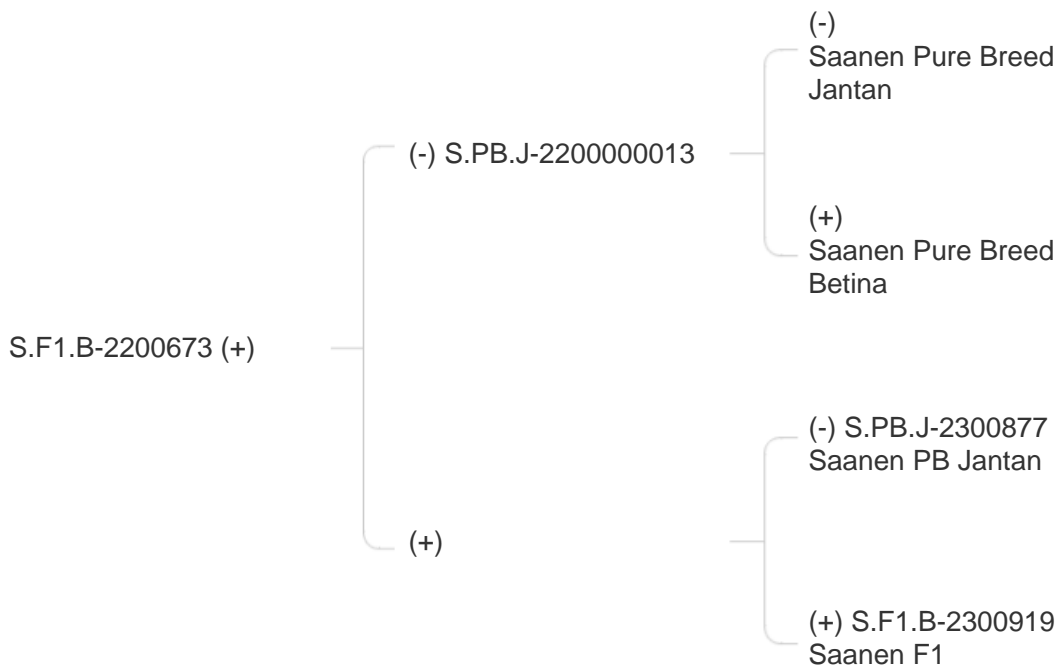 (-)
Saanen Pure Breed
Jantan
(-) S.PB.J-2200000013
(+)
Saanen Pure Breed
Betina
S.F1.B-2200673 (+)
(-) S.PB.J-2300877
Saanen PB Jantan
(+)
(+) S.F1.B-2300919
Saanen F1